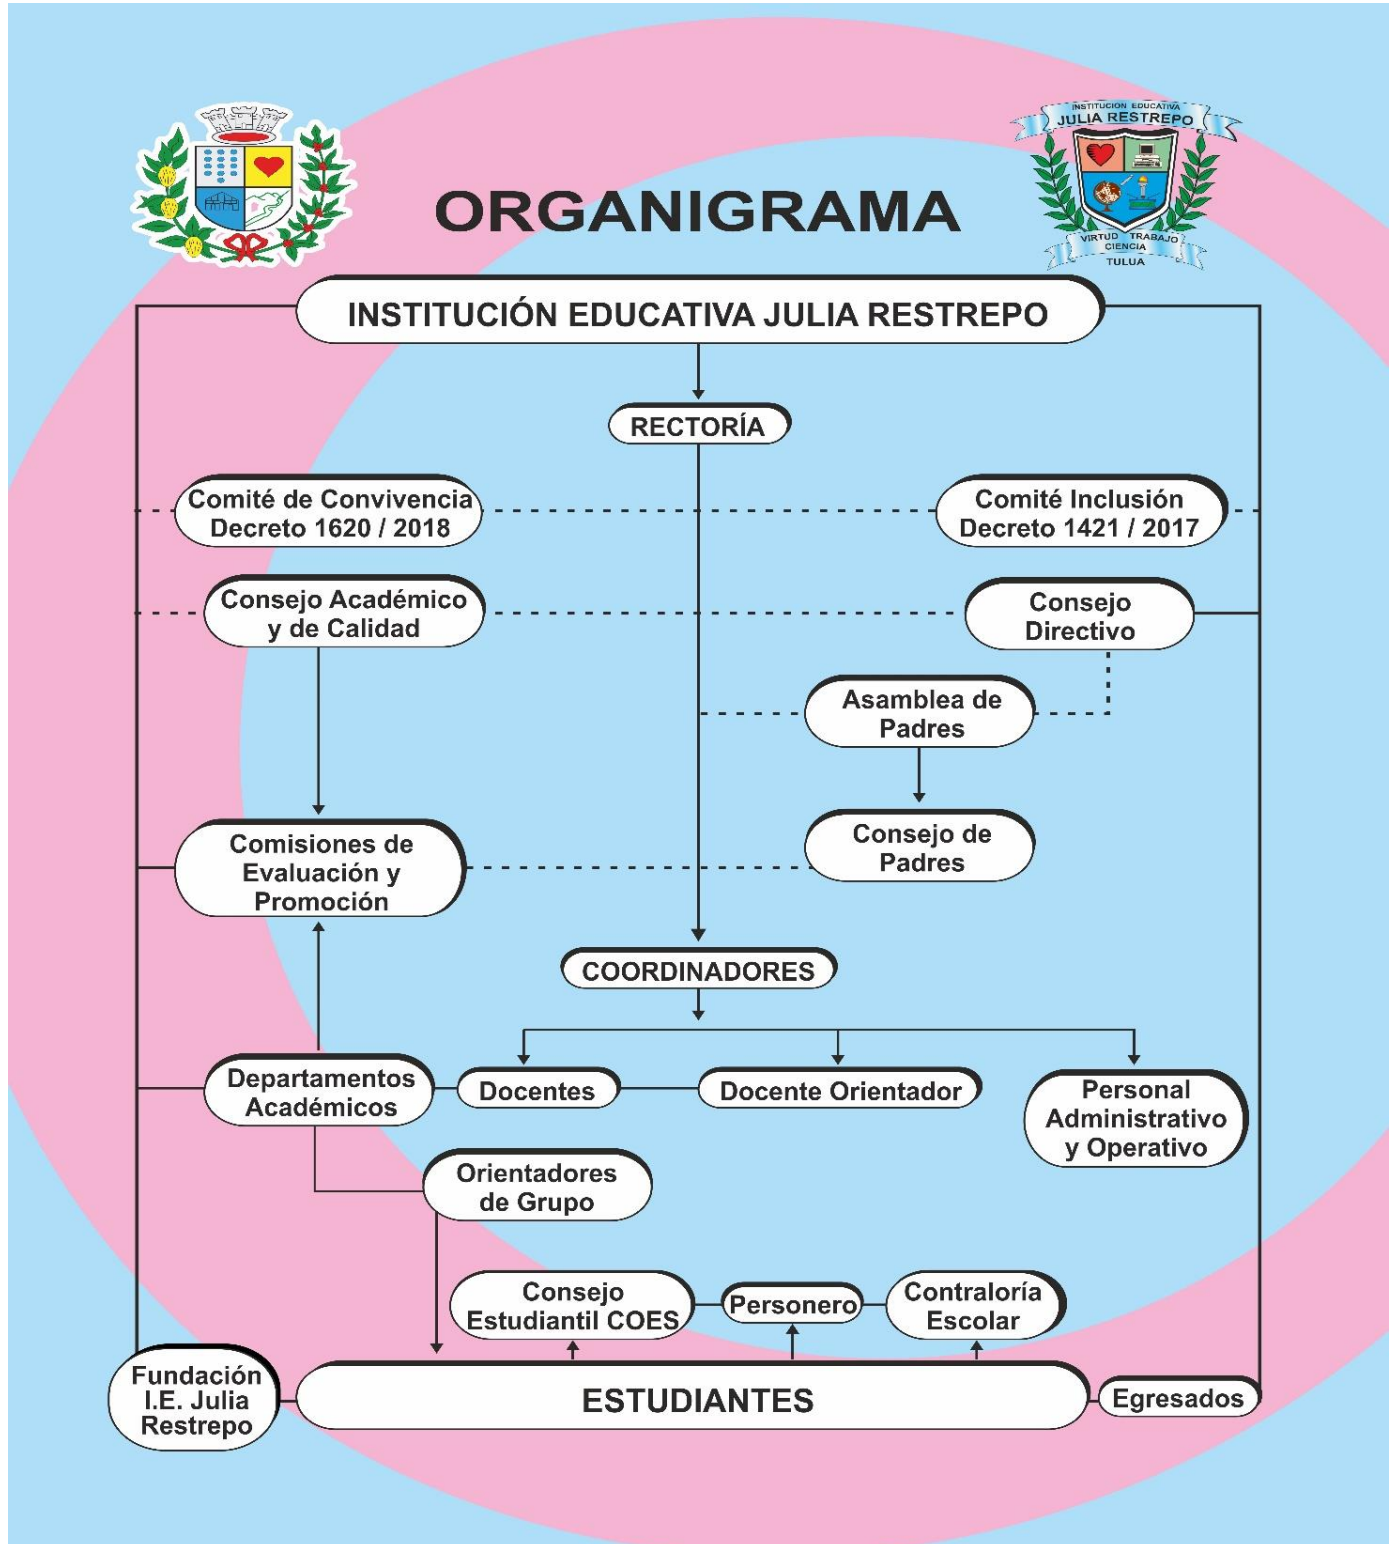 INSTITUCION EDUCATIVA
JULIA RESTREPO
VIRTUD TRABAJO
CIENCIA
TULUA
ORGANIGRAMA
INSTITUCIÓN EDUCATIVA JULIA RESTREPO
RECTORÍA
Comité de Convivencia
Decreto 1620 / 2018
Comité Inclusión
Decreto 1421 / 2017
Consejo Académico
y de Calidad
Consejo
Directivo
Asamblea de
Padres
Comisiones de
Evaluación y
Promoción
Consejo de
Padres
COORDINADORES
Departamentos
Académicos
Docentes
Docente Orientador
Personal
Administrativo
y Operativo
Orientadores
de Grupo
Consejo
Estudiantil COES
Personero
Contraloría
Escolar
Fundación
I.E. Julia
Restrepo
ESTUDIANTES
Egresados